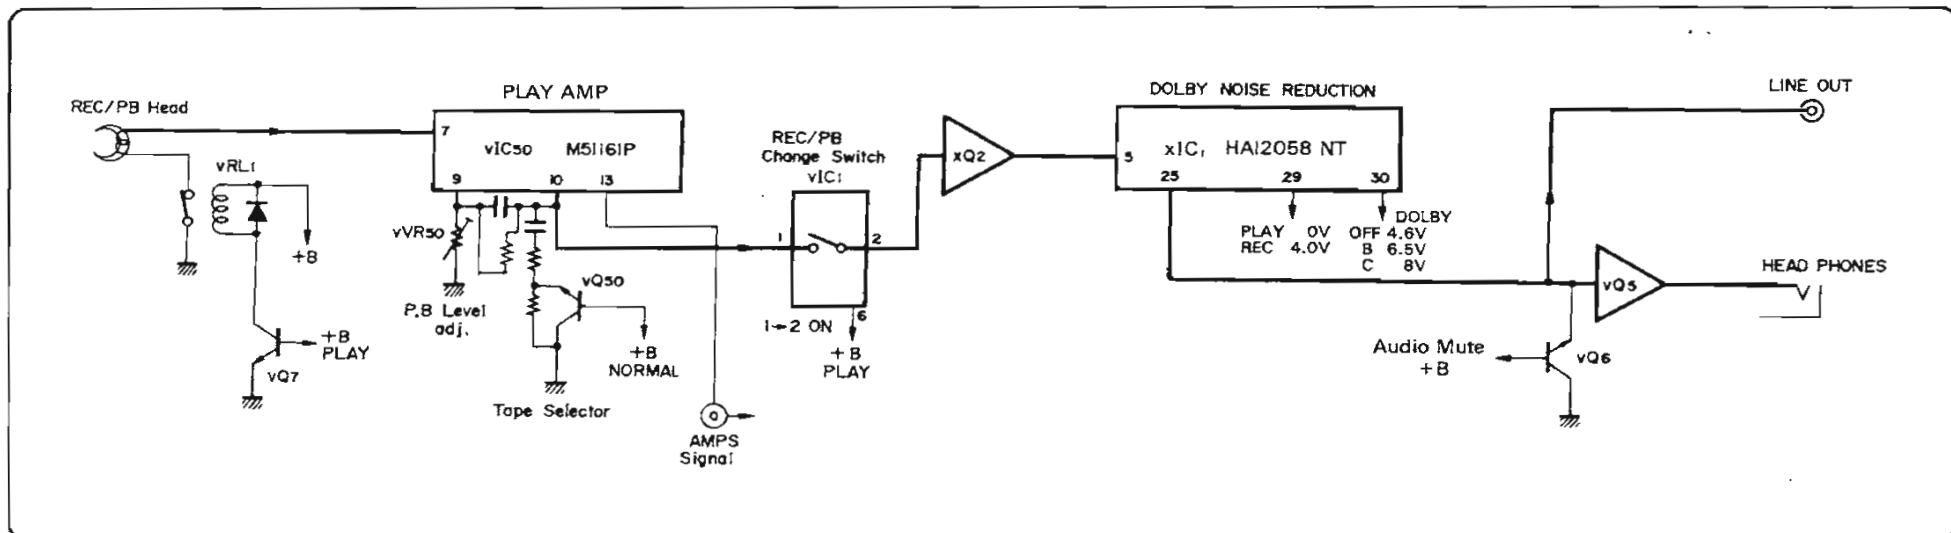 REC/PB Head
vRL1
+B
+B
PLAY
vQ7
PLAY AMP
7
vIC50 M51161P
9 10 13
vVR50
P.B Level
adj.
vQ50
+B
NORMAL
Tape Selector
AMPS
Signal
REC/PB
Change Switch
vIC1
1 2
6
1→2 ON
+B
PLAY
xQ2
DOLBY NOISE REDUCTION
5 xIC1 HA12058 NT
25 29 30
DOLBY
PLAY 0V OFF 4.6V
REC 4.0V B 6.5V
C 8V
LINE OUT
vQ5
HEAD PHONES
Audio Mute
+B
vQ6